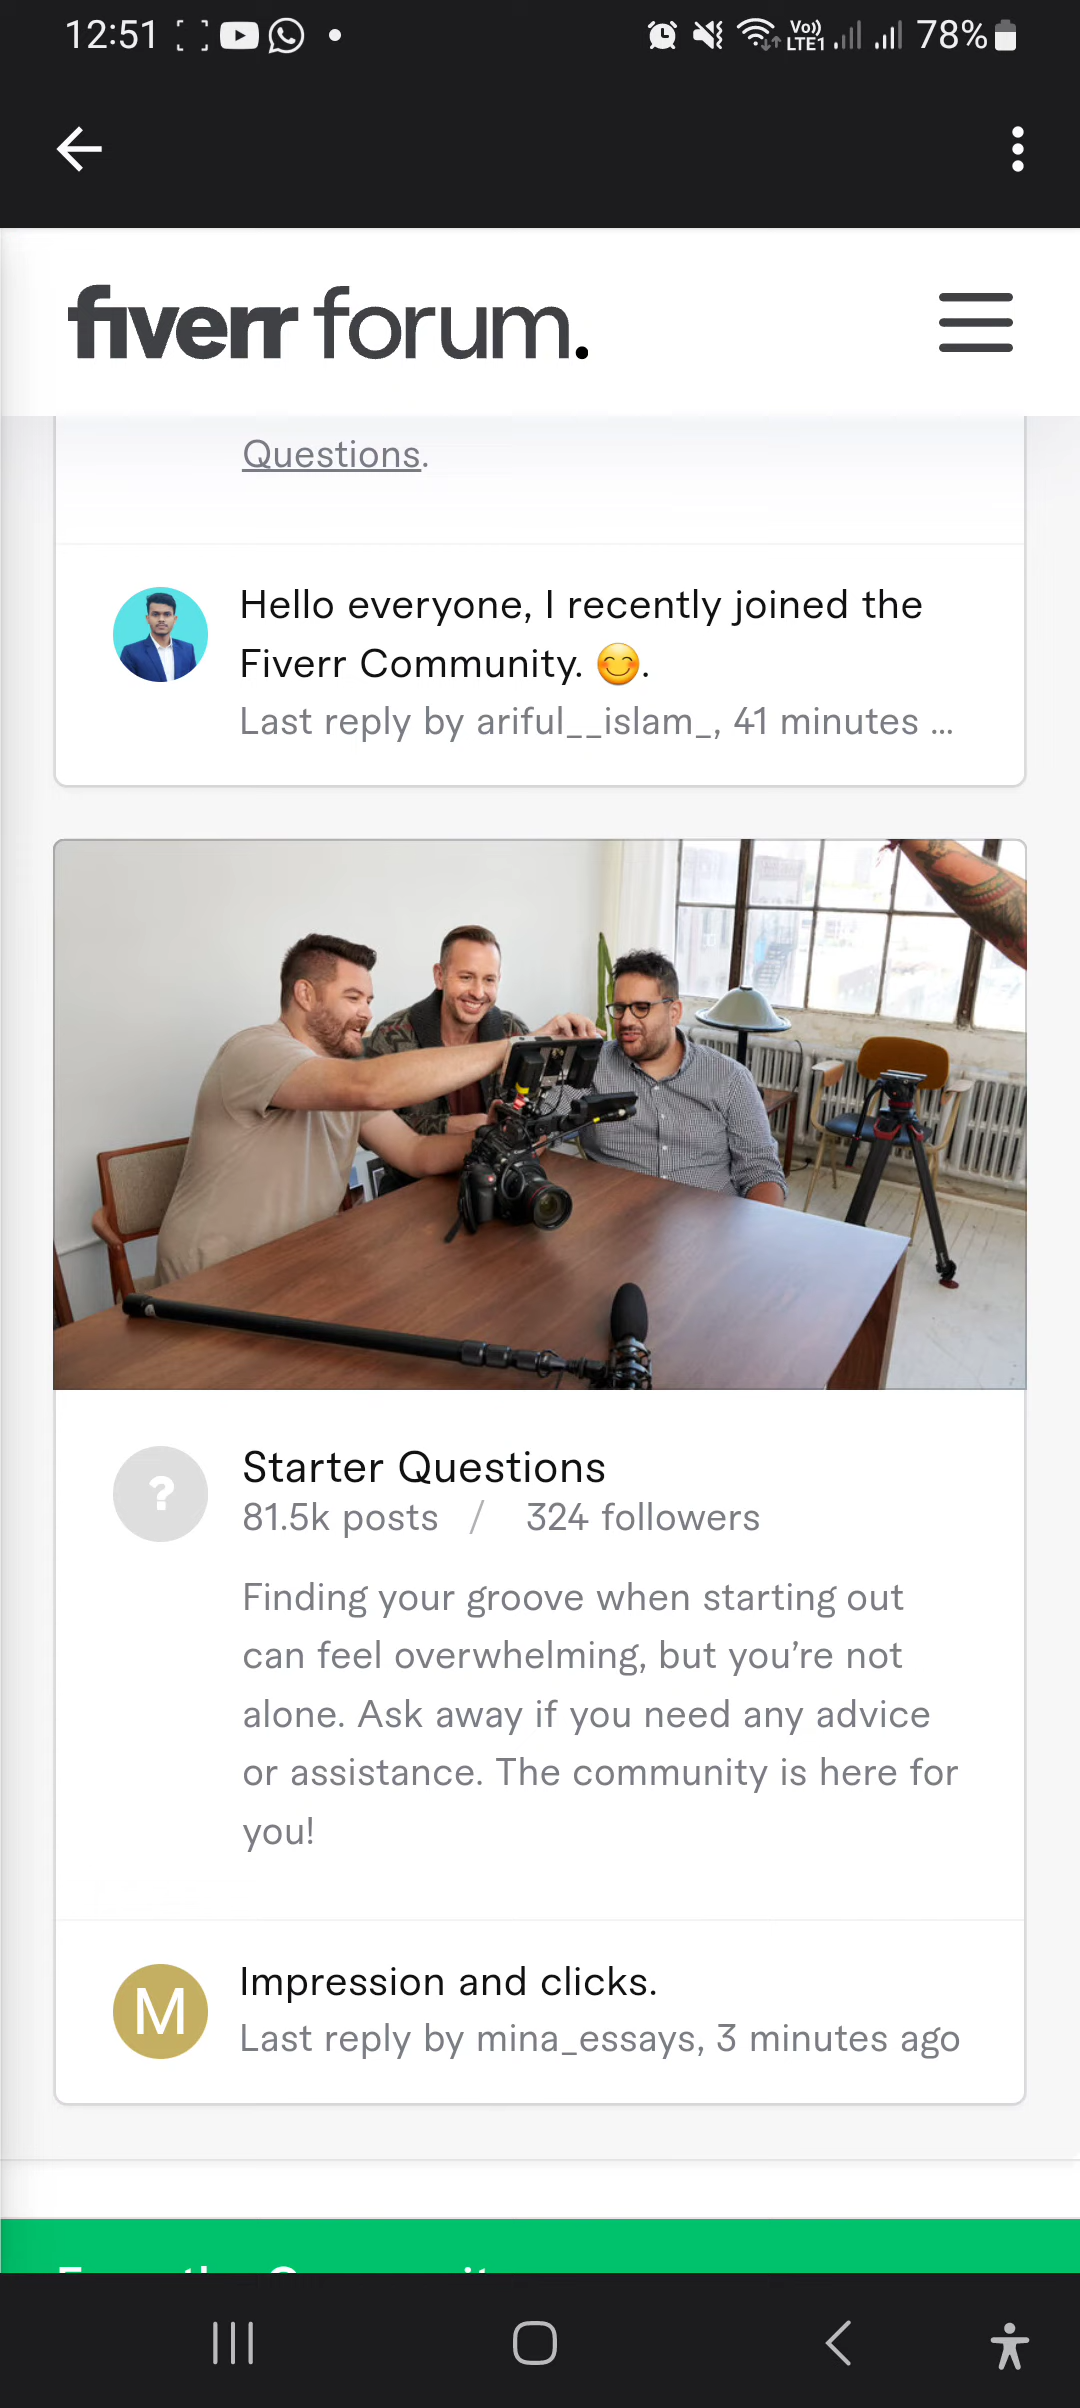 12:51
Vo)) LTE1 78%
fiverr forum.
Questions.
Hello everyone, I recently joined the
Fiverr Community. 😊.
Last reply by ariful__islam_, 41 minutes ...
?
Starter Questions
81.5k posts / 324 followers
Finding your groove when starting out
can feel overwhelming, but you’re not
alone. Ask away if you need any advice
or assistance. The community is here for
you!
M
Impression and clicks.
Last reply by mina_essays, 3 minutes ago